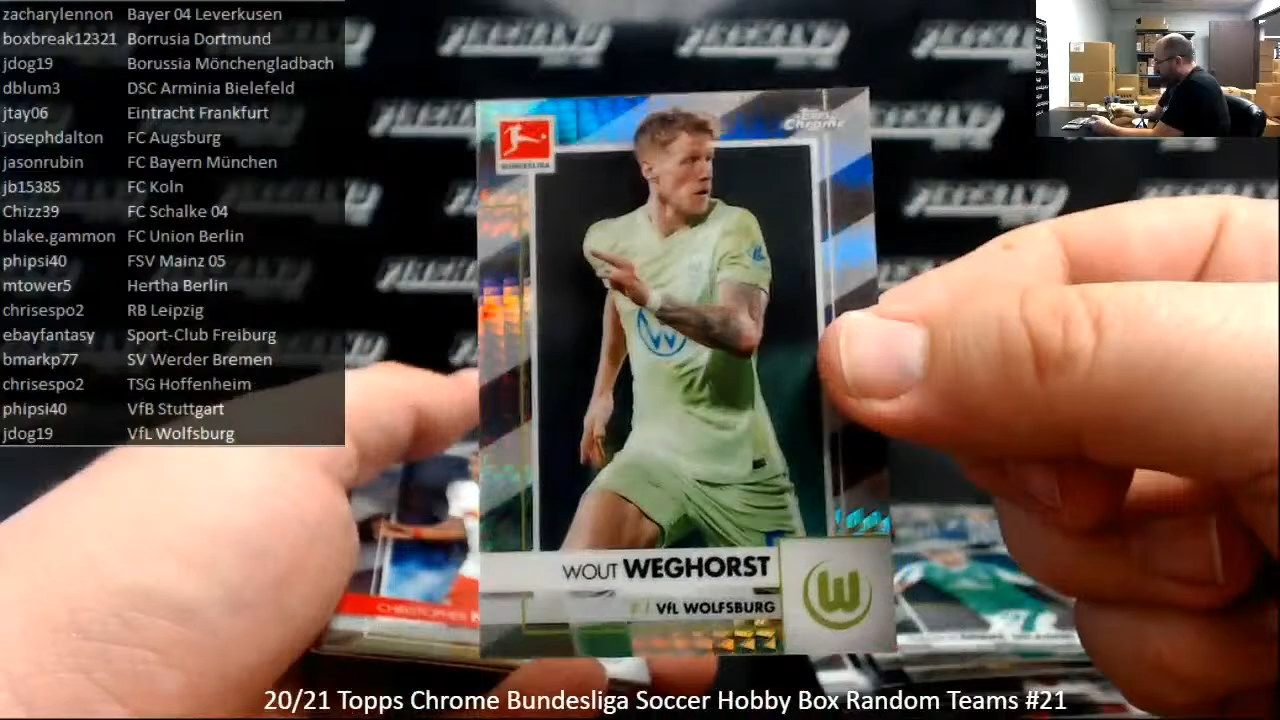 zacharylennon Bayer 04 Leverkusen
boxbreak12321 Borrusia Dortmund
jdog19 Borussia Mönchengladbach
dblum3 DSC Arminia Bielefeld
jtay06 Eintracht Frankfurt
josephdalton FC Augsburg
jasonrubin FC Bayern München
jb15385 FC Koln
Chizz39 FC Schalke 04
blake.gammon FC Union Berlin
phipsi40 FSV Mainz 05
mtower5 Hertha Berlin
chrisespo2 RB Leipzig
ebayfantasy Sport-Club Freiburg
bmarkp77 SV Werder Bremen
chrisespo2 TSG Hoffenheim
phipsi40 VfB Stuttgart
jdog19 VfL Wolfsburg
BUNDESLIGA
Topps Chrome
WOUT WEGHORST
VfL WOLFSBURG
CHRISTOPHER
20/21 Topps Chrome Bundesliga Soccer Hobby Box Random Teams #21